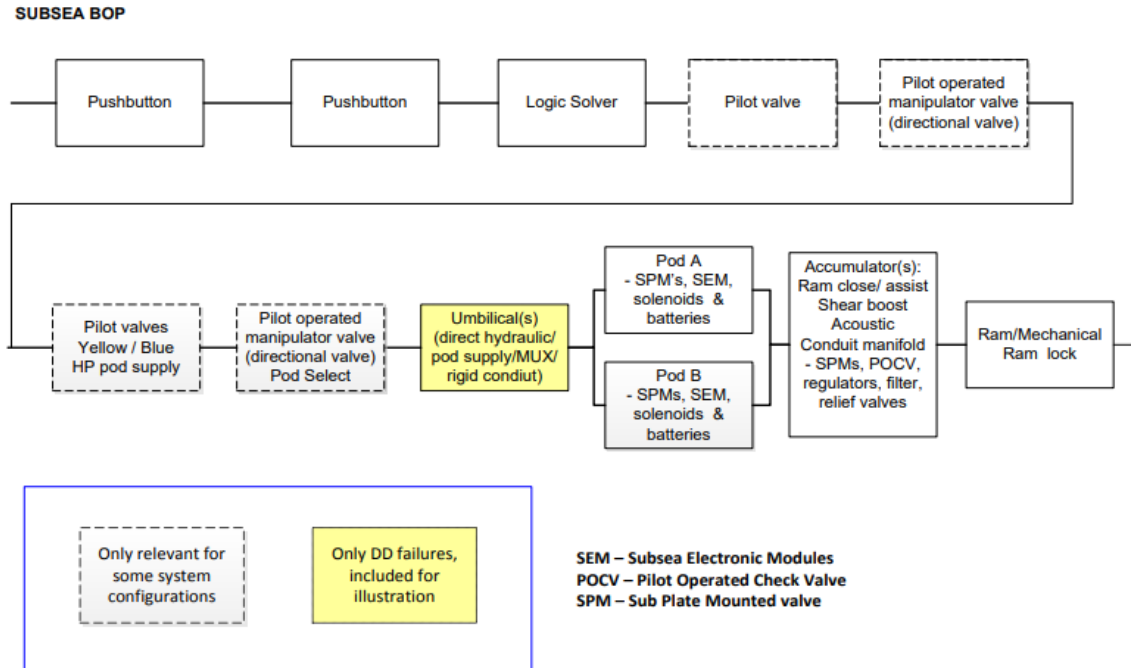 SUBSEA BOP
Pushbutton
Pushbutton
Logic Solver
Pilot valve
Pilot operated
manipulator valve
(directional valve)
Pilot valves
Yellow / Blue
HP pod supply
Pilot operated
manipulator valve
(directional valve)
Pod Select
Umbilical(s)
(direct hydraulic/
pod supply/MUX/
rigid condiut)
Pod A
- SPM's, SEM,
solenoids &
batteries
Pod B
- SPMs, SEM,
solenoids &
batteries
Accumulator(s):
Ram close/ assist
Shear boost
Acoustic
Conduit manifold
- SPMs, POCV,
regulators, filter,
relief valves
Ram/Mechanical
Ram lock
Only relevant for
some system
configurations
Only DD failures,
included for
illustration
SEM – Subsea Electronic Modules
POCV – Pilot Operated Check Valve
SPM – Sub Plate Mounted valve